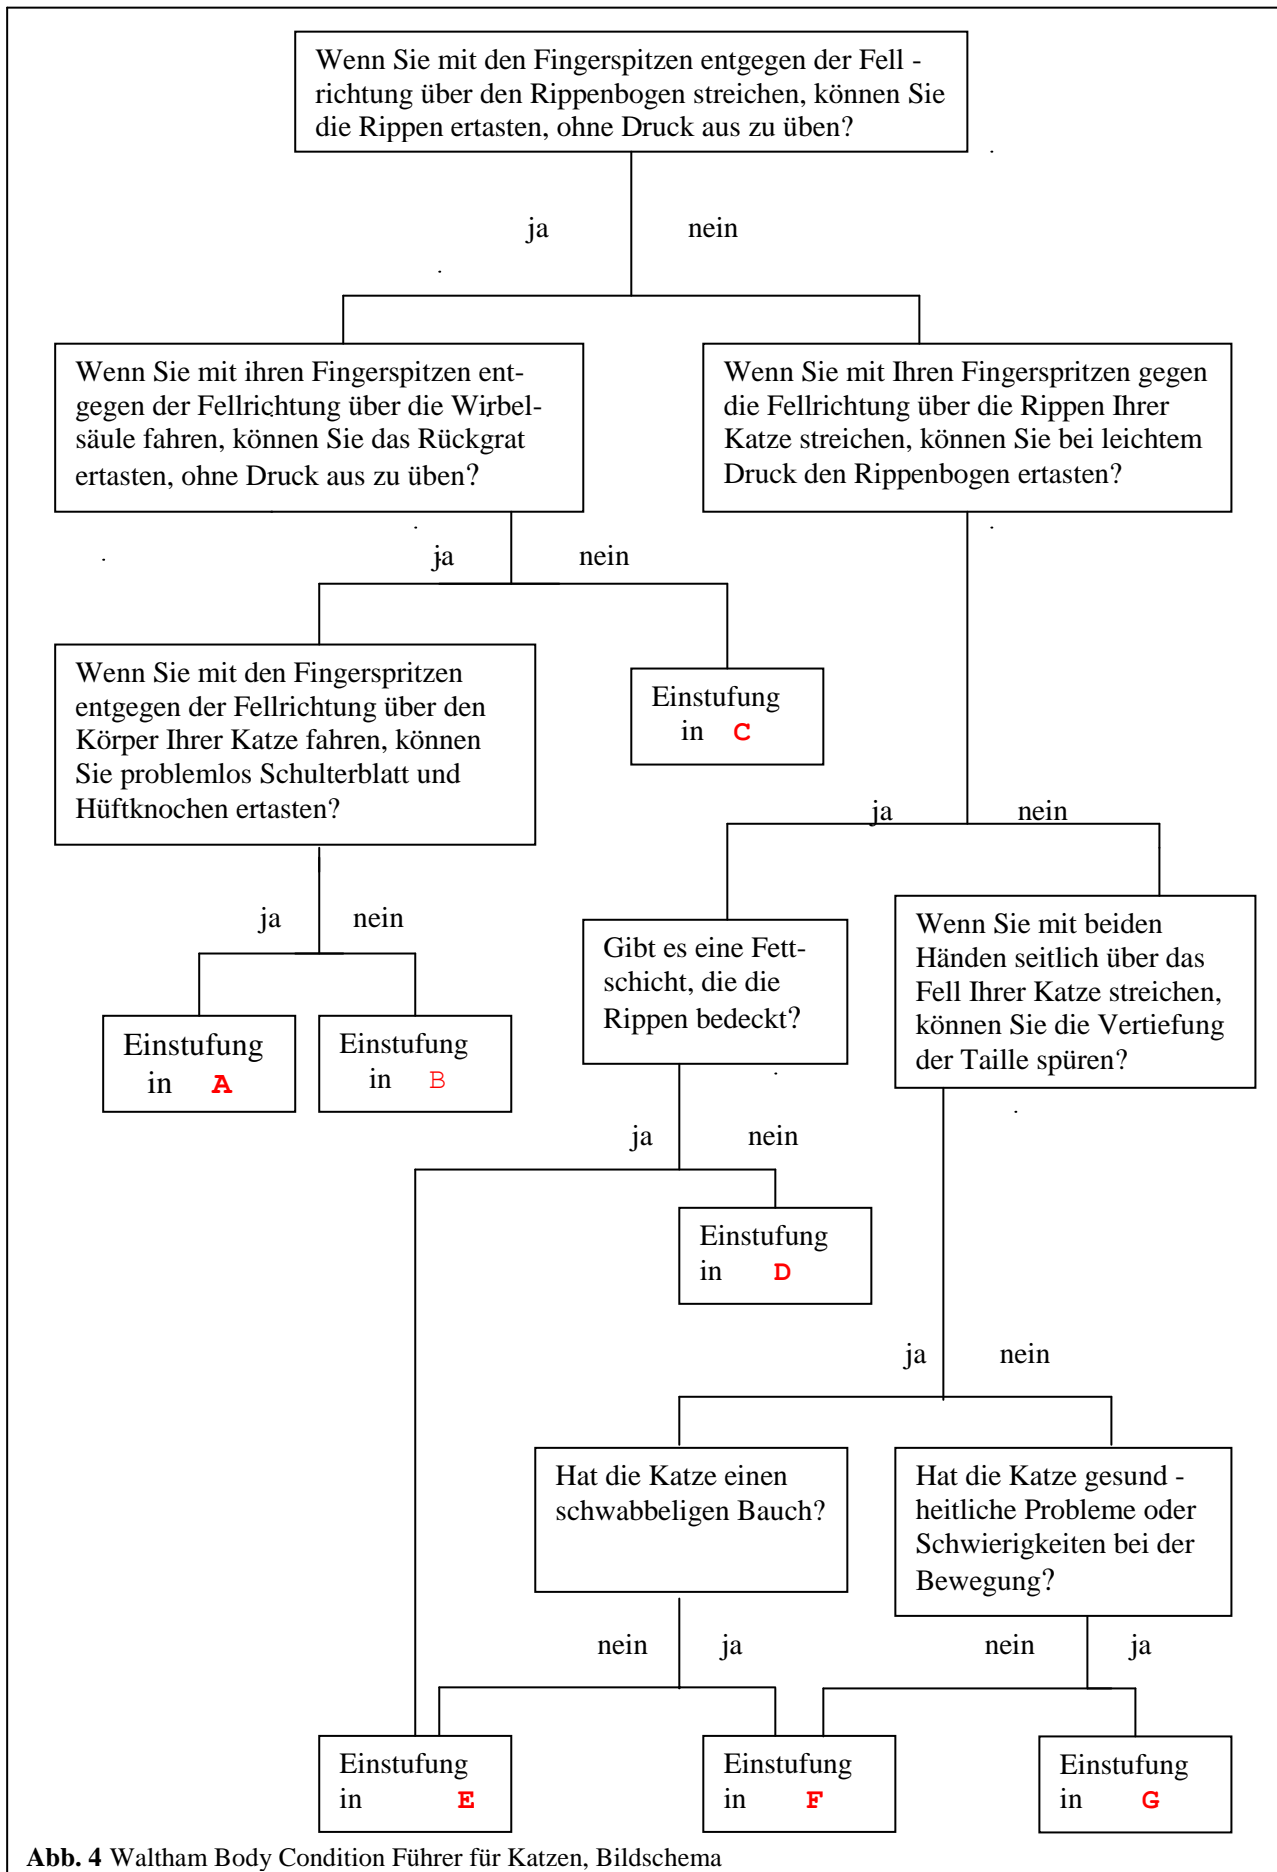 Wenn Sie mit den Fingerspitzen entgegen der Fell -
richtung über den Rippenbogen streichen, können Sie
die Rippen ertasten, ohne Druck aus zu üben?
ja
nein
Wenn Sie mit ihren Fingerspitzen ent-
gegen der Fellrichtung über die Wirbel-
säule fahren, können Sie das Rückgrat
ertasten, ohne Druck aus zu üben?
Wenn Sie mit Ihren Fingerspritzen gegen
die Fellrichtung über die Rippen Ihrer
Katze streichen, können Sie bei leichtem
Druck den Rippenbogen ertasten?
ja
nein
Wenn Sie mit den Fingerspritzen
entgegen der Fellrichtung über den
Körper Ihrer Katze fahren, können
Sie problemlos Schulterblatt und
Hüftknochen ertasten?
Einstufung
in C
ja
nein
ja
nein
Gibt es eine Fett-
schicht, die die
Rippen bedeckt?
Wenn Sie mit beiden
Händen seitlich über das
Fell Ihrer Katze streichen,
können Sie die Vertiefung
der Taille spüren?
Einstufung
in A
Einstufung
in B
ja
nein
Einstufung
in D
ja
nein
Hat die Katze einen
schwabbeligen Bauch?
Hat die Katze gesund -
heitliche Probleme oder
Schwierigkeiten bei der
Bewegung?
nein
ja
nein
ja
Einstufung
in E
Einstufung
in F
Einstufung
in G
Abb. 4 Waltham Body Condition Führer für Katzen, Bildschema